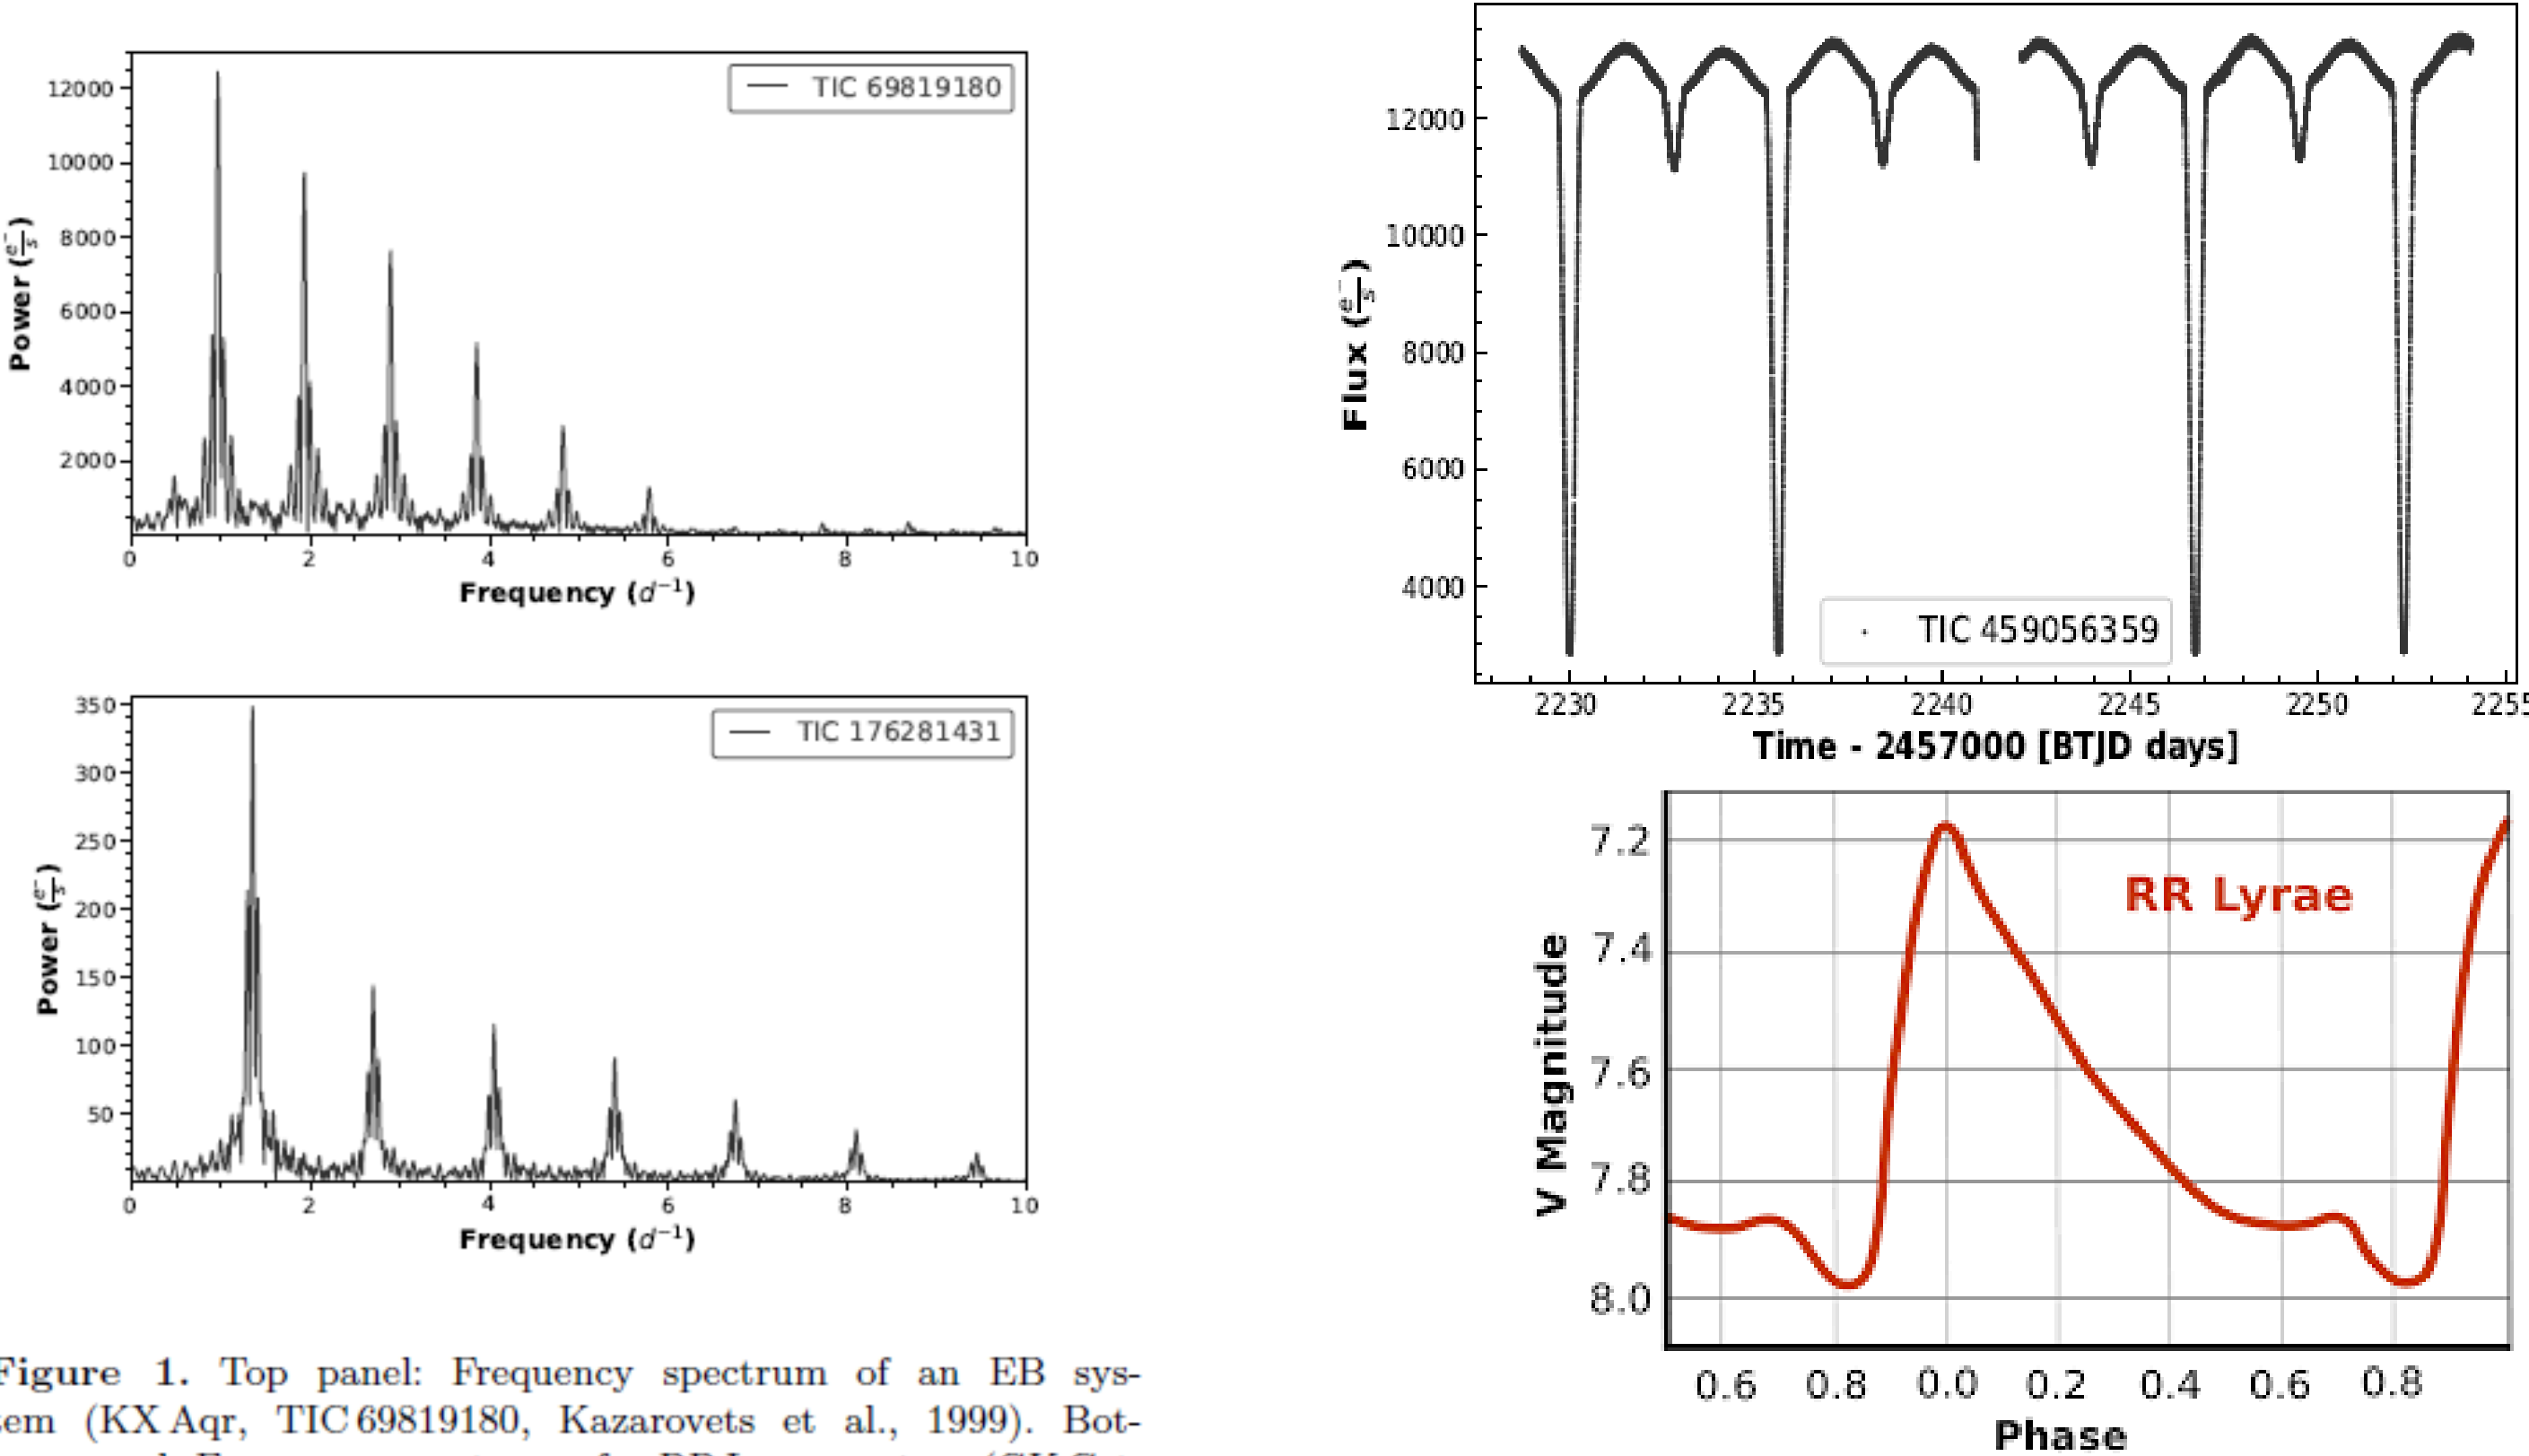 12000
10000
8000
6000
4000
2000
Power (e⁻/s)
TIC 69819180
0 2 4 6 8 10
Frequency (d⁻¹)
350
300
250
200
150
100
50
Power (e⁻/s)
TIC 176281431
0 2 4 6 8 10
Frequency (d⁻¹)
Figure 1. Top panel: Frequency spectrum of an EB sys-
tem (KX Aqr, TIC 69819180, Kazarovets et al., 1999). Bot-
12000
10000
8000
6000
4000
Flux (e⁻/s)
TIC 459056359
2230 2235 2240 2245 2250 2255
Time - 2457000 [BTJD days]
7.2
7.4
7.6
7.8
8.0
V Magnitude
RR Lyrae
0.6 0.8 0.0 0.2 0.4 0.6 0.8
Phase